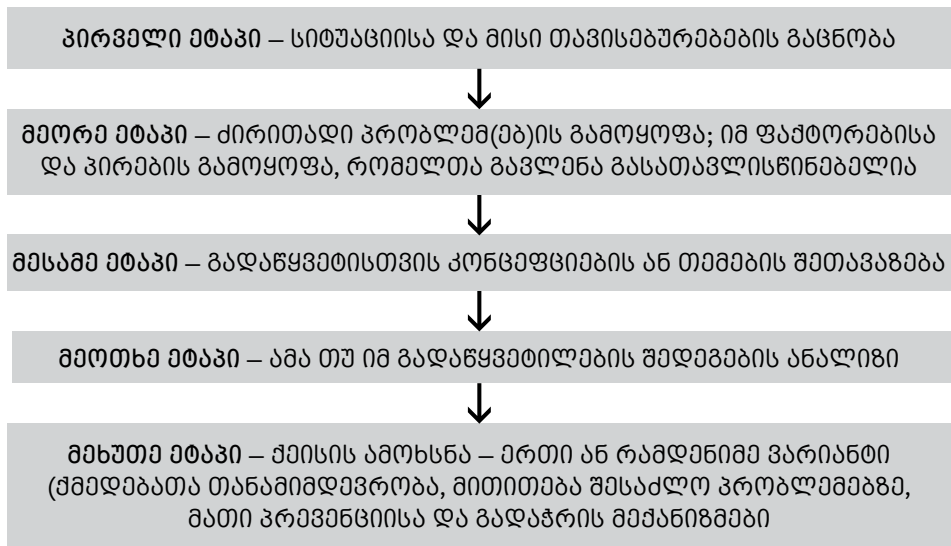 პირველი ეტაპი – სიტუაციისა და მისი თავისებურებების გაცნობა
მეორე ეტაპი – ძირითადი პრობლემ(ებ)ის გამოყოფა; იმ ფაქტორებისა
და პირების გამოყოფა, რომელთა გავლენა გასათავლისწინებელია
მესამე ეტაპი – გადაწყვეტისთვის კონცეფციების ან თემების შეთავაზება
მეოთხე ეტაპი – ამა თუ იმ გადაწყვეტილების შედეგების ანალიზი
მეხუთე ეტაპი – ქეისის ამოხსნა – ერთი ან რამდენიმე ვარიანტი
(ქმედებათა თანამიმდევრობა, მითითება შესაძლო პრობლემებზე,
მათი პრევენციისა და გადაჭრის მექანიზმები